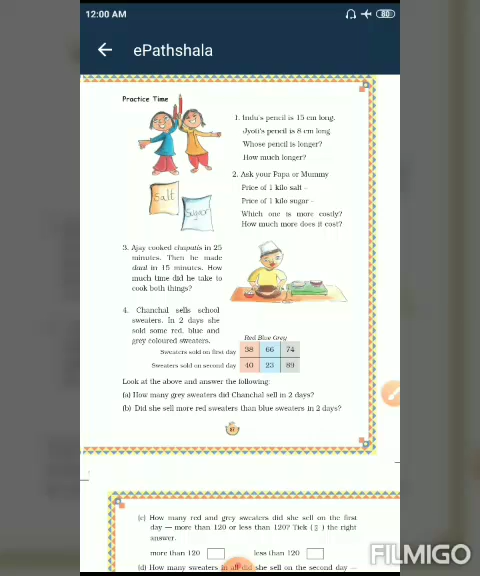 12:00 AM
80
ePathshala
Practice Time
1. Indu's pencil is 15 cm long.
Jyoti's pencil is 8 cm long
Whose pencil is longer?
How much longer?
2. Ask your Papa or Mummy
Price of 1 kilo salt –
Price of 1 kilo sugar –
Which one is more costly?
How much more does it cost?
Salt
Sugar
3. Ajay cooked chapatis in 25
minutes. Then he made
daal in 15 minutes. How
much time did he take to
cook both things?
4. Chanchal sells school
sweaters. In 2 days she
sold some red, blue and
grey coloured sweaters.
Red Blue Grey
Sweaters sold on first day 38 66 74
Sweaters sold on second day 40 23 89
Look at the above and answer the following:
(a) How many grey sweaters did Chanchal sell in 2 days?
(b) Did she sell more red sweaters than blue sweaters in 2 days?
87
(c) How many red and grey sweaters did she sell on the first
day — more than 120 or less than 120? Tick ( ) the right
answer.
more than 120 less than 120
(d) How many sweaters in all did she sell on the second day —
FILMIGO